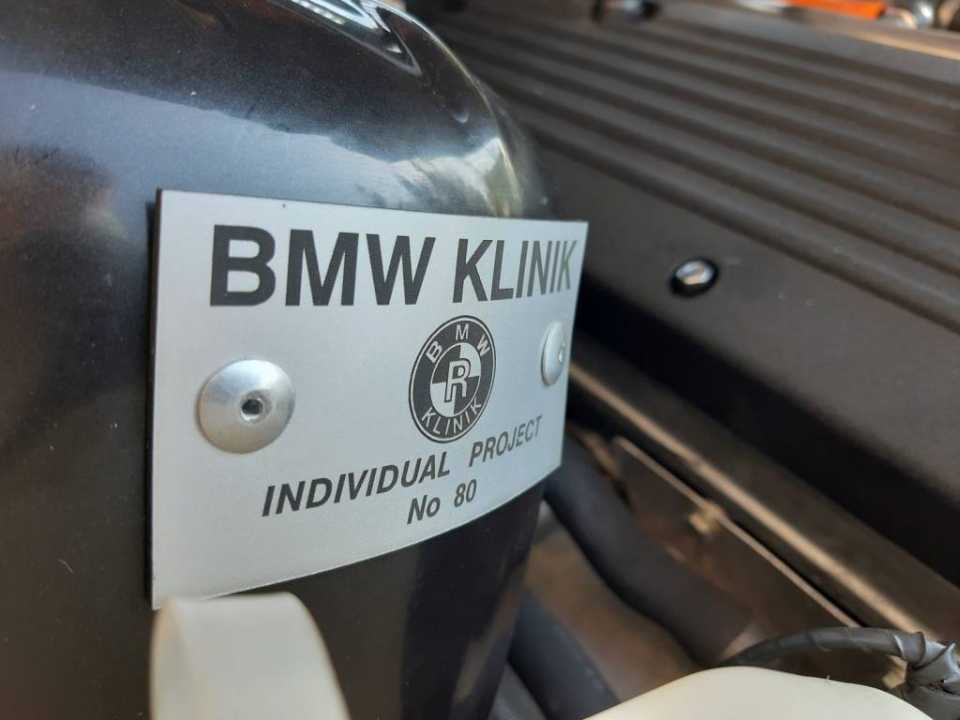 BMW KLINIK
BMW
R
KLINIK
INDIVIDUAL PROJECT
No 80